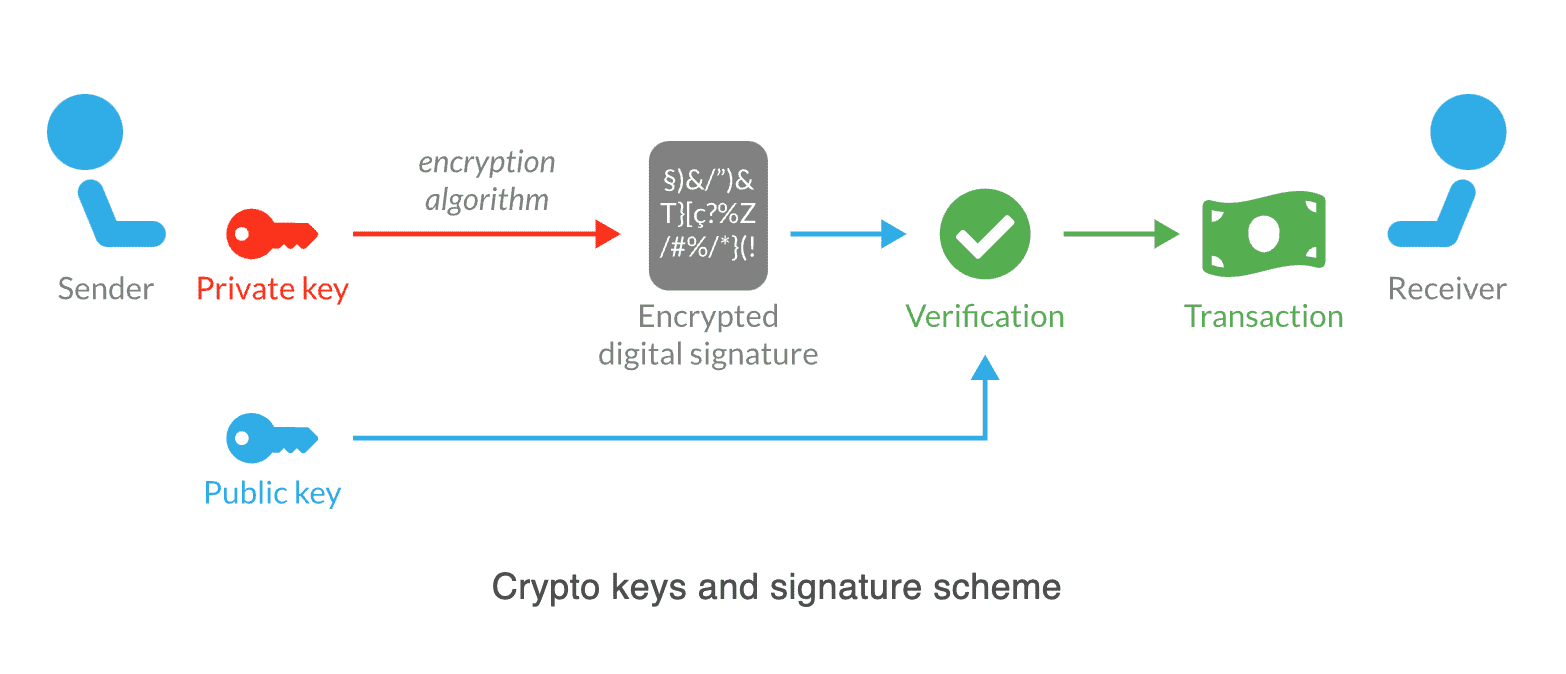 encryption
algorithm
§)&/”)&
T}[ç?%Z
/#%/*}(!
Sender
Private key
Encrypted
digital signature
Verification
Transaction
Receiver
Public key
Crypto keys and signature scheme